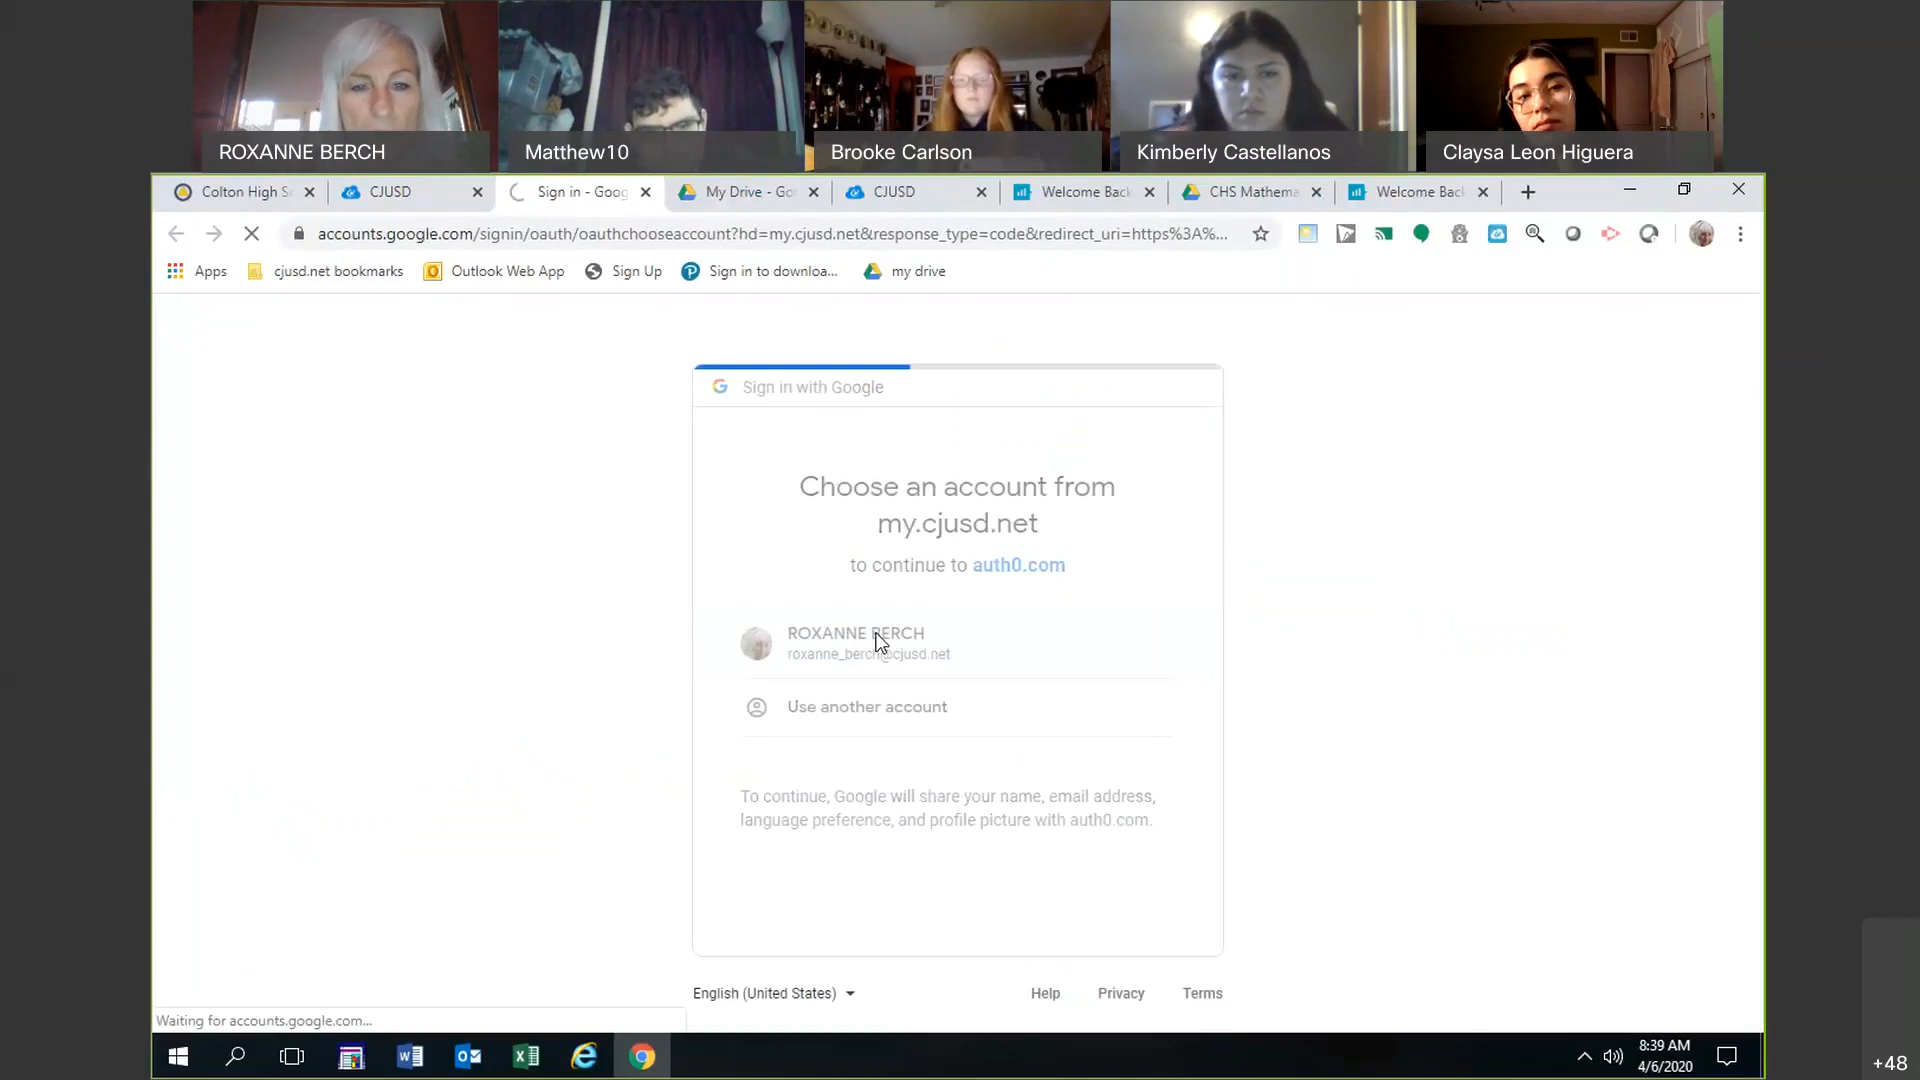 ROXANNE BERCH
Matthew10
Brooke Carlson
Kimberly Castellanos
Claysa Leon Higuera
Colton High S
CJUSD
Sign in - Goog
My Drive - Go
CJUSD
Welcome Back
CHS Mathema
Welcome Back
accounts.google.com/signin/oauth/oauthchooseaccount?hd=my.cjusd.net&response_type=code&redirect_uri=https%3A%...
Apps
cjusd.net bookmarks
Outlook Web App
Sign Up
Sign in to downloa...
my drive
Sign in with Google
Choose an account from
my.cjusd.net
to continue to auth0.com
ROXANNE BERCH
roxanne_berch@cjusd.net
Use another account
To continue, Google will share your name, email address,
language preference, and profile picture with auth0.com.
English (United States)
Help
Privacy
Terms
Waiting for accounts.google.com...
8:39 AM
4/6/2020
+48